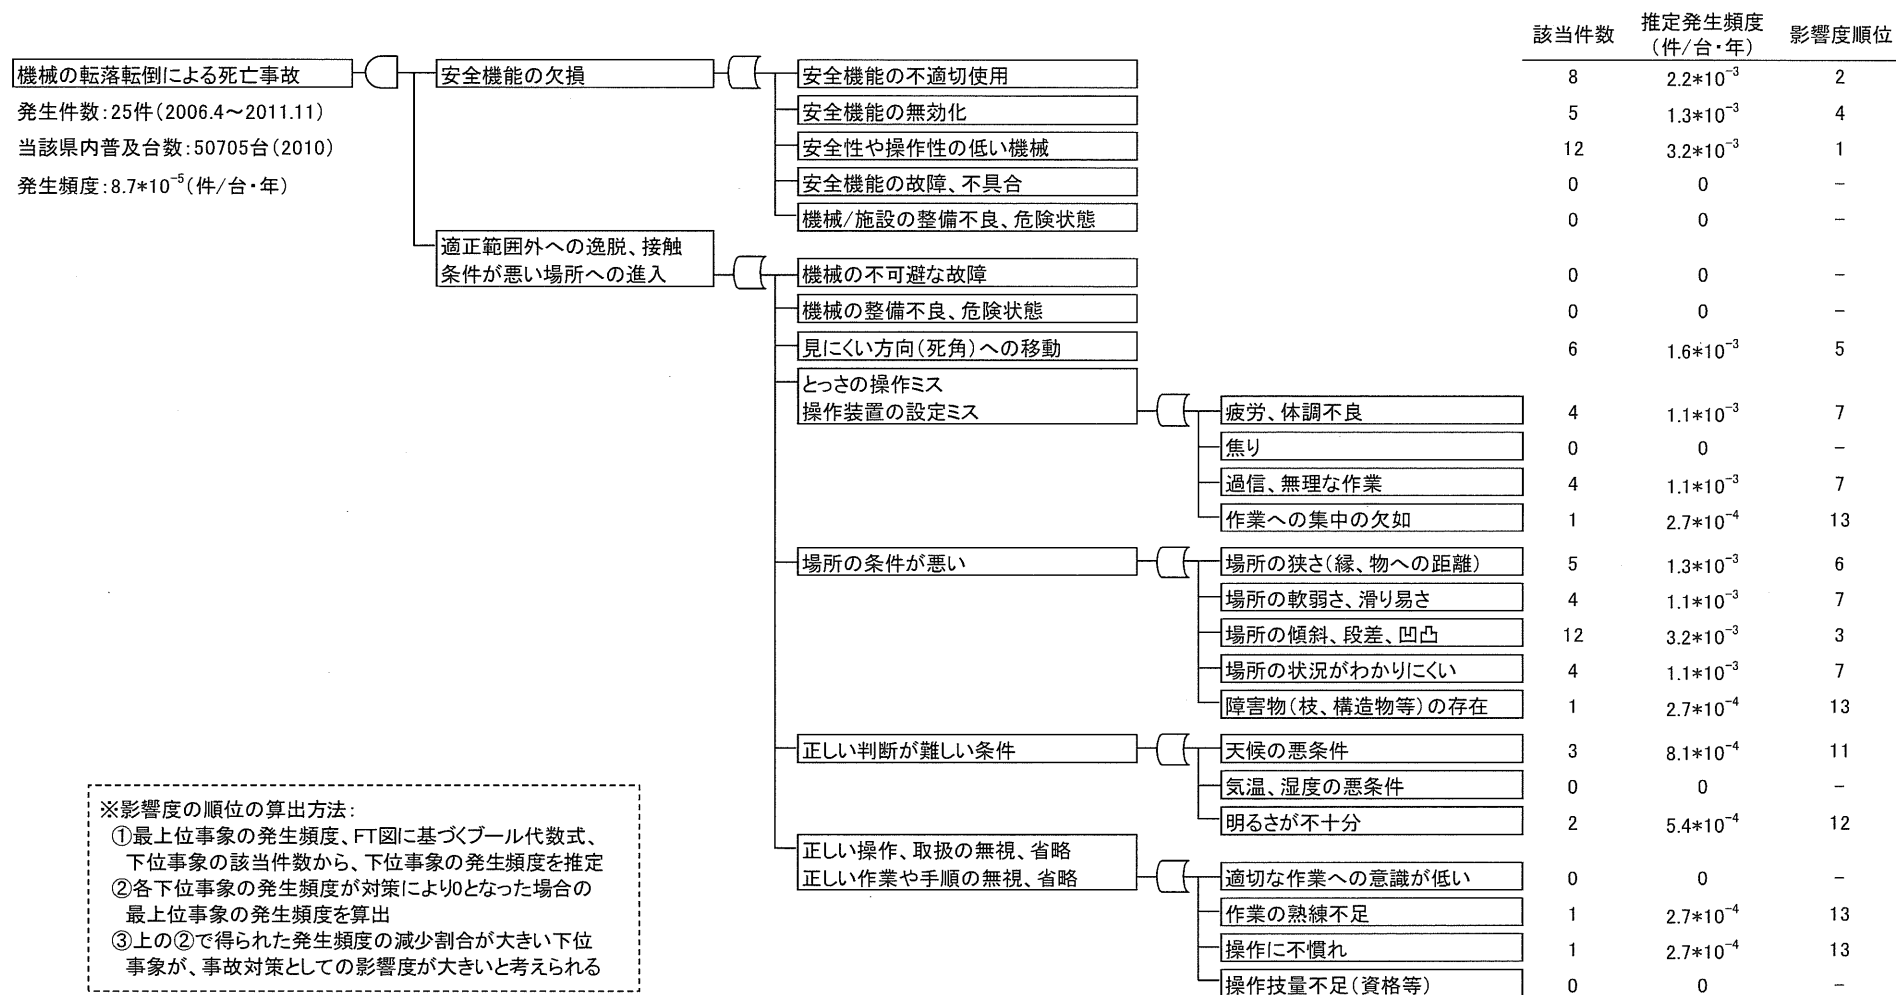 該当件数
推定発生頻度
(件/台・年)
影響度順位
機械の転落転倒による死亡事故
発生件数:25件(2006.4～2011.11)
当該県内普及台数:50705台(2010)
発生頻度:8.7*10⁻⁵(件/台・年)
安全機能の欠損
安全機能の不適切使用 8 2.2*10⁻³ 2
安全機能の無効化 5 1.3*10⁻³ 4
安全性や操作性の低い機械 12 3.2*10⁻³ 1
安全機能の故障、不具合 0 0 －
機械/施設の整備不良、危険状態 0 0 －
適正範囲外への逸脱、接触
条件が悪い場所への進入
機械の不可避な故障 0 0 －
機械の整備不良、危険状態 0 0 －
見にくい方向(死角)への移動 6 1.6*10⁻³ 5
とっさの操作ミス
操作装置の設定ミス
疲労、体調不良 4 1.1*10⁻³ 7
焦り 0 0 －
過信、無理な作業 4 1.1*10⁻³ 7
作業への集中の欠如 1 2.7*10⁻⁴ 13
場所の条件が悪い
場所の狭さ(縁、物への距離) 5 1.3*10⁻³ 6
場所の軟弱さ、滑り易さ 4 1.1*10⁻³ 7
場所の傾斜、段差、凹凸 12 3.2*10⁻³ 3
場所の状況がわかりにくい 4 1.1*10⁻³ 7
障害物(枝、構造物等)の存在 1 2.7*10⁻⁴ 13
正しい判断が難しい条件
天候の悪条件 3 8.1*10⁻⁴ 11
気温、湿度の悪条件 0 0 －
明るさが不十分 2 5.4*10⁻⁴ 12
正しい操作、取扱の無視、省略
正しい作業や手順の無視、省略
適切な作業への意識が低い 0 0 －
作業の熟練不足 1 2.7*10⁻⁴ 13
操作に不慣れ 1 2.7*10⁻⁴ 13
操作技量不足(資格等) 0 0 －
※影響度の順位の算出方法:
①最上位事象の発生頻度、FT図に基づくブール代数式、
下位事象の該当件数から、下位事象の発生頻度を推定
②各下位事象の発生頻度が対策により0となった場合の
最上位事象の発生頻度を算出
③上の②で得られた発生頻度の減少割合が大きい下位
事象が、事故対策としての影響度が大きいと考えられる